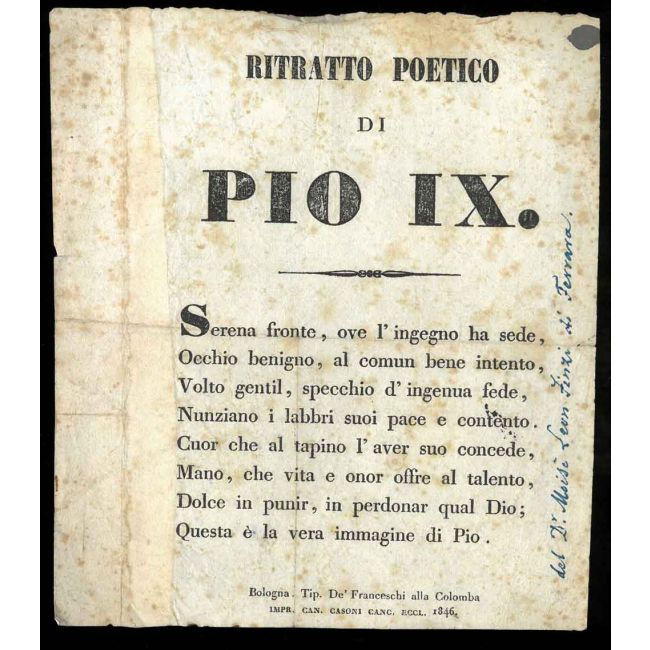 RITRATTO POETICO
DI
PIO IX.
Serena fronte, ove l'ingegno ha sede,
Occhio benigno, al comun bene intento,
Volto gentil, specchio d'ingenua fede,
Nunziano i labbri suoi pace e contento.
Cuor che al tapino l'aver suo concede,
Mano, che vita e onor offre al talento,
Dolce in punir, in perdonar qual Dio;
Questa è la vera immagine di Pio.
Bologna. Tip. De' Franceschi alla Colomba
IMPR. CAN. CASONI CANC. ECCL. 1846.
del Dr. Moisè Leon Finzi di Ferrara.